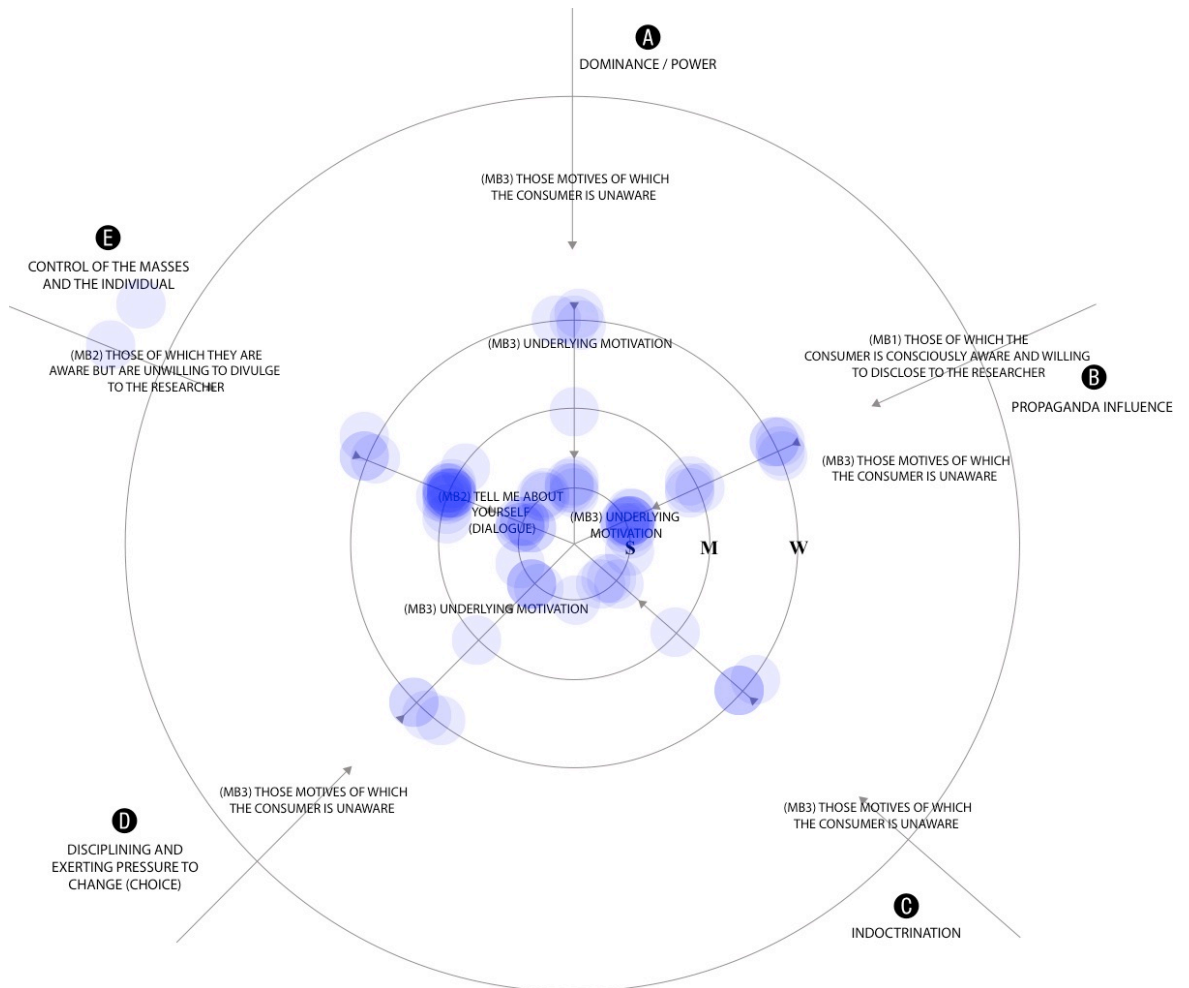 A
DOMINANCE / POWER
(MB3) THOSE MOTIVES OF WHICH
THE CONSUMER IS UNAWARE
E
CONTROL OF THE MASSES
AND THE INDIVIDUAL
(MB2) THOSE OF WHICH THEY ARE
AWARE BUT ARE UNWILLING TO DIVULGE
TO THE RESEARCHER
(MB3) UNDERLYING MOTIVATION
(MB1) THOSE OF WHICH THE
CONSUMER IS CONSCIOUSLY AWARE AND WILLING
TO DISCLOSE TO THE RESEARCHER
B
PROPAGANDA INFLUENCE
(MB3) THOSE MOTIVES OF WHICH
THE CONSUMER IS UNAWARE
(MB2) TELL ME ABOUT
YOURSELF
(DIALOGUE)
(MB3) UNDERLYING
MOTIVATION
S
M
W
(MB3) UNDERLYING MOTIVATION
(MB3) THOSE MOTIVES OF WHICH
THE CONSUMER IS UNAWARE
D
DISCIPLINING AND
EXERTING PRESSURE TO
CHANGE (CHOICE)
(MB3) THOSE MOTIVES OF WHICH
THE CONSUMER IS UNAWARE
C
INDOCTRINATION